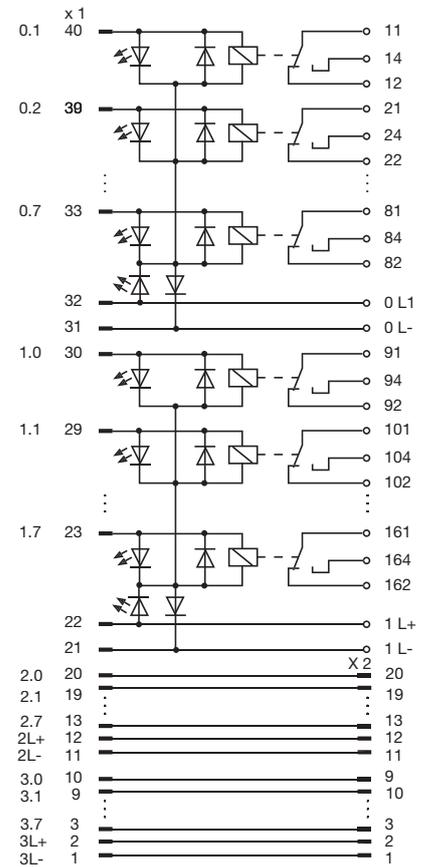 x 1
0.1 40 11
14
12
0.2 39 21
24
22
0.7 33 81
84
82
32 0 L1
31 0 L-
1.0 30 91
94
92
1.1 29 101
104
102
1.7 23 161
164
162
22 1 L+
21 1 L-
X 2
2.0 20 20
2.1 19 19
2.7 13 13
2L+ 12 12
2L- 11 11
3.0 10 9
3.1 9 10
3.7 3 3
3L+ 2 2
3L- 1 1